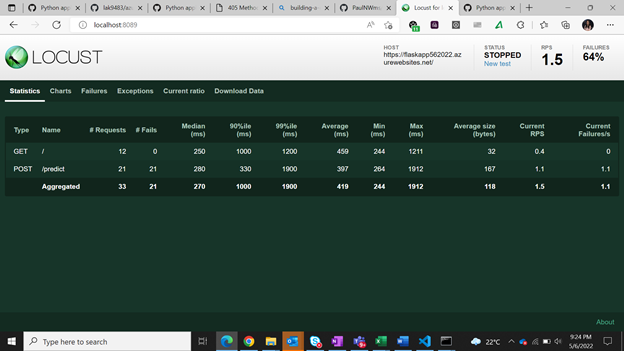 Python app
lak9483/az
Python app
405 Metho
building-w
PaulNWms
Locust for
Python app
localhost:8089
LOCUST
HOST
https://flaskapp562022.az
urewebsites.net/
STATUS
STOPPED
New test
RPS
1.5
FAILURES
64%
Statistics Charts Failures Exceptions Current ratio Download Data
Type Name # Requests # Fails Median (ms) 90%ile (ms) 99%ile (ms) Average (ms) Min (ms) Max (ms) Average size (bytes) Current RPS Current Failures/s
GET / 12 0 250 1000 1200 459 244 1211 32 0.4 0
POST /predict 21 21 280 330 1900 397 264 1912 167 1.1 1.1
Aggregated 33 21 270 1000 1900 419 244 1912 118 1.5 1.1
About
Type here to search
22°C
9:24 PM
5/6/2022